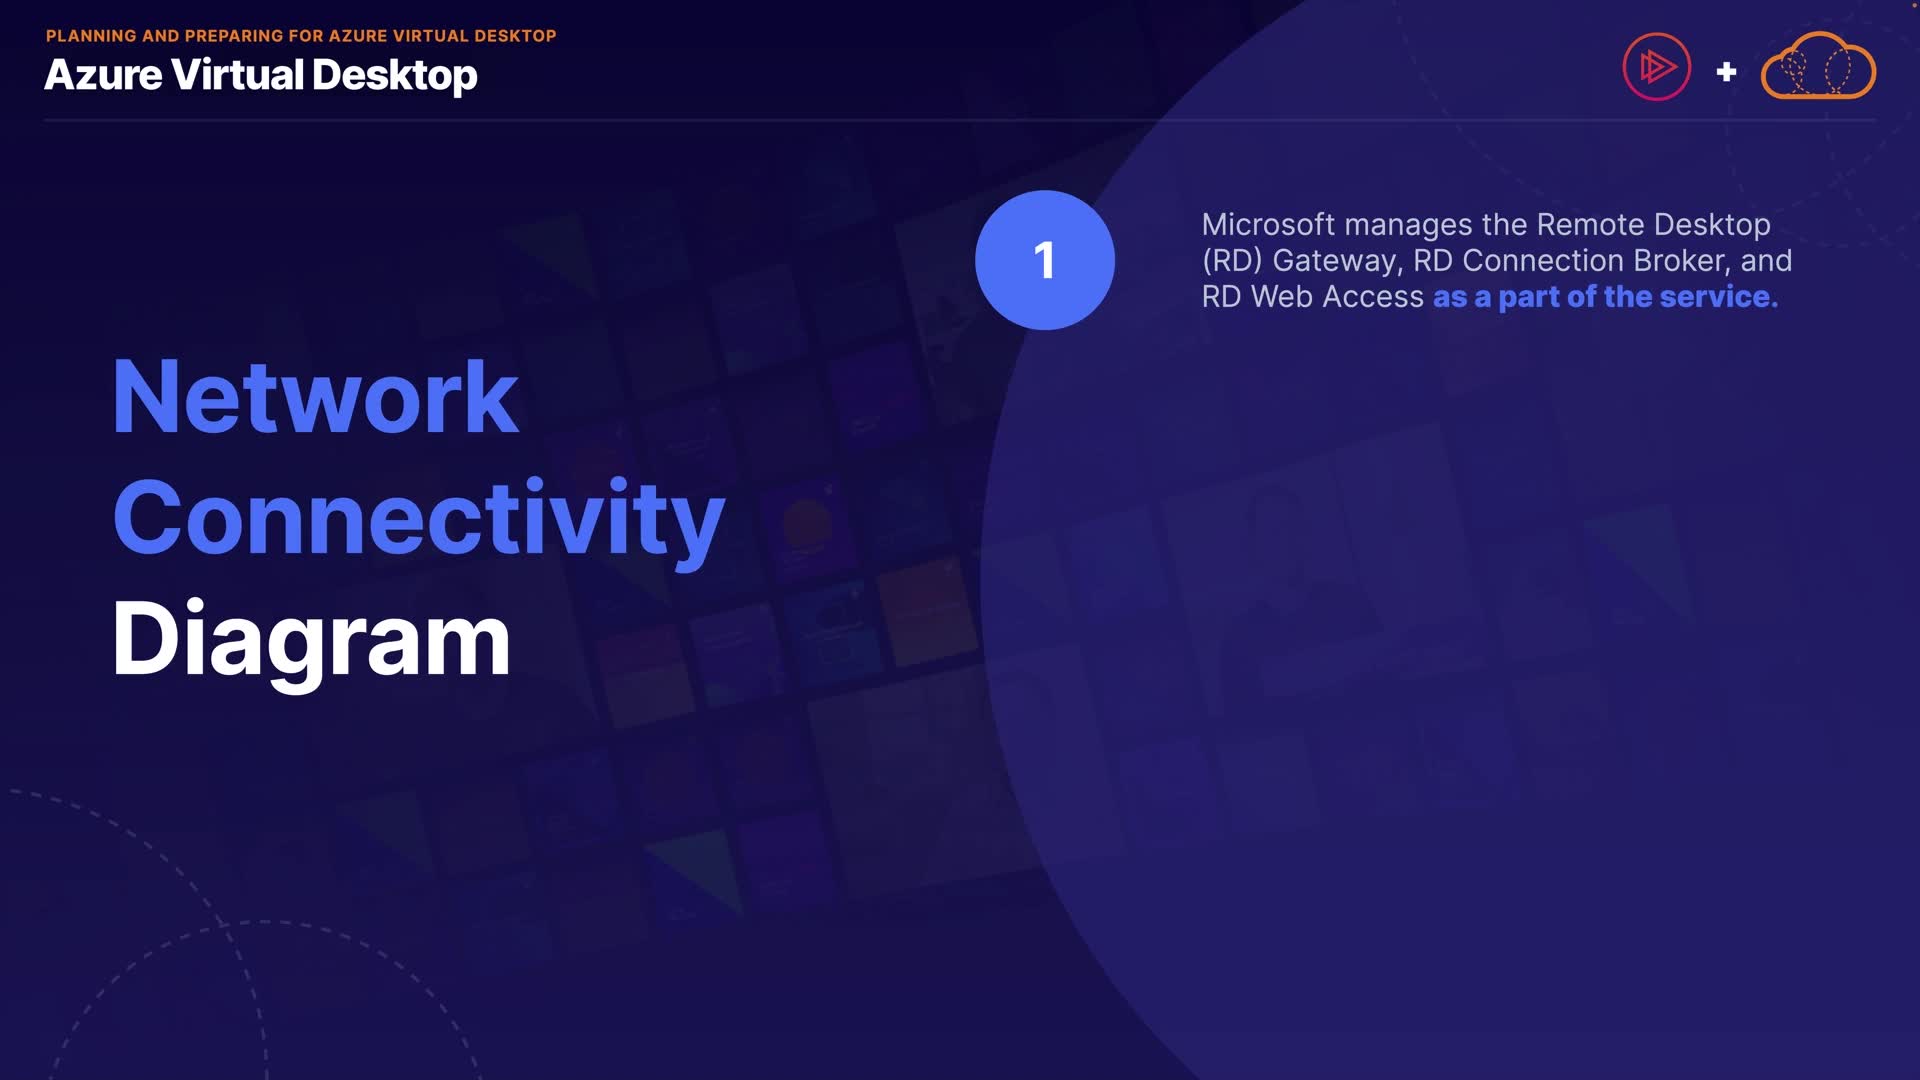 PLANNING AND PREPARING FOR AZURE VIRTUAL DESKTOP
Azure Virtual Desktop
Network
Connectivity
Diagram
1
Microsoft manages the Remote Desktop
(RD) Gateway, RD Connection Broker, and
RD Web Access as a part of the service.